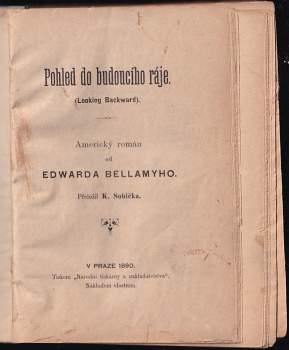 Pohled do budoucího ráje.
(Looking Backward).
Americký román
od
EDWARDA BELLAMYHO.
Přeložil K. Sobička.
V PRAZE 1890.
Tiskem „Národní tiskárny a nakladatelstva“.
Nákladem vlastním.